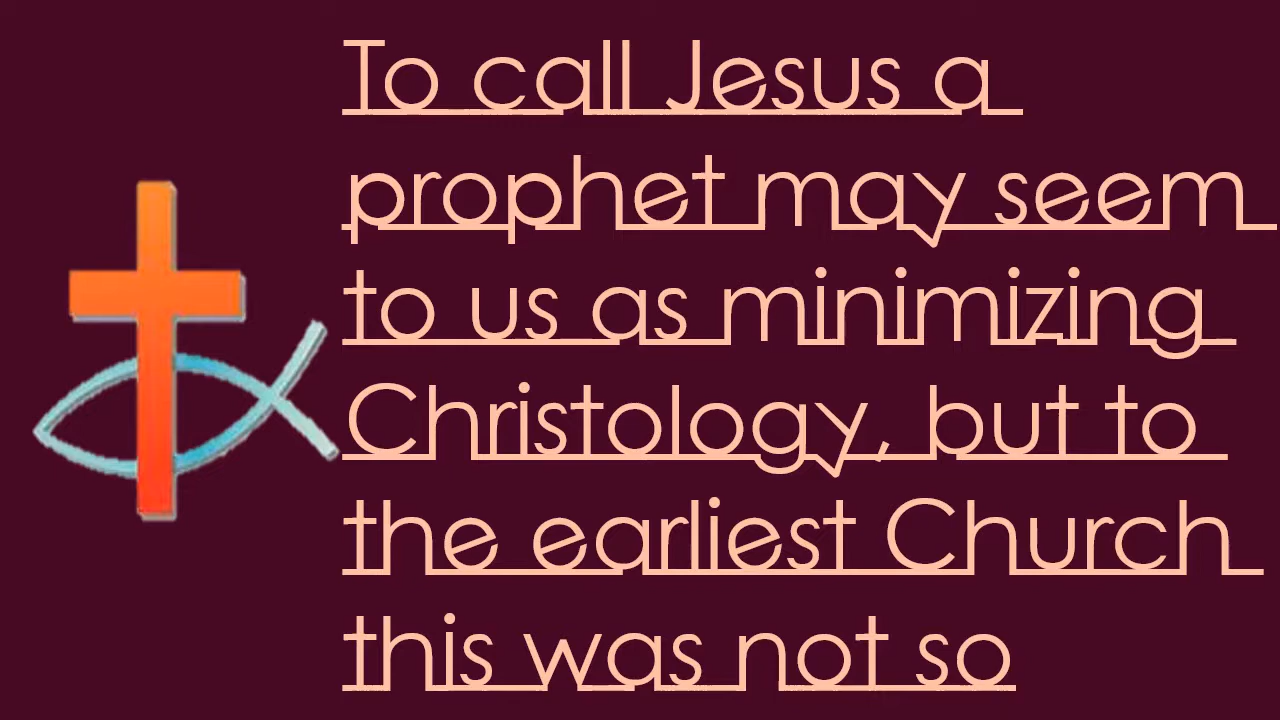 To call Jesus a
prophet may seem
to us as minimizing
Christology, but to
the earliest Church
this was not so